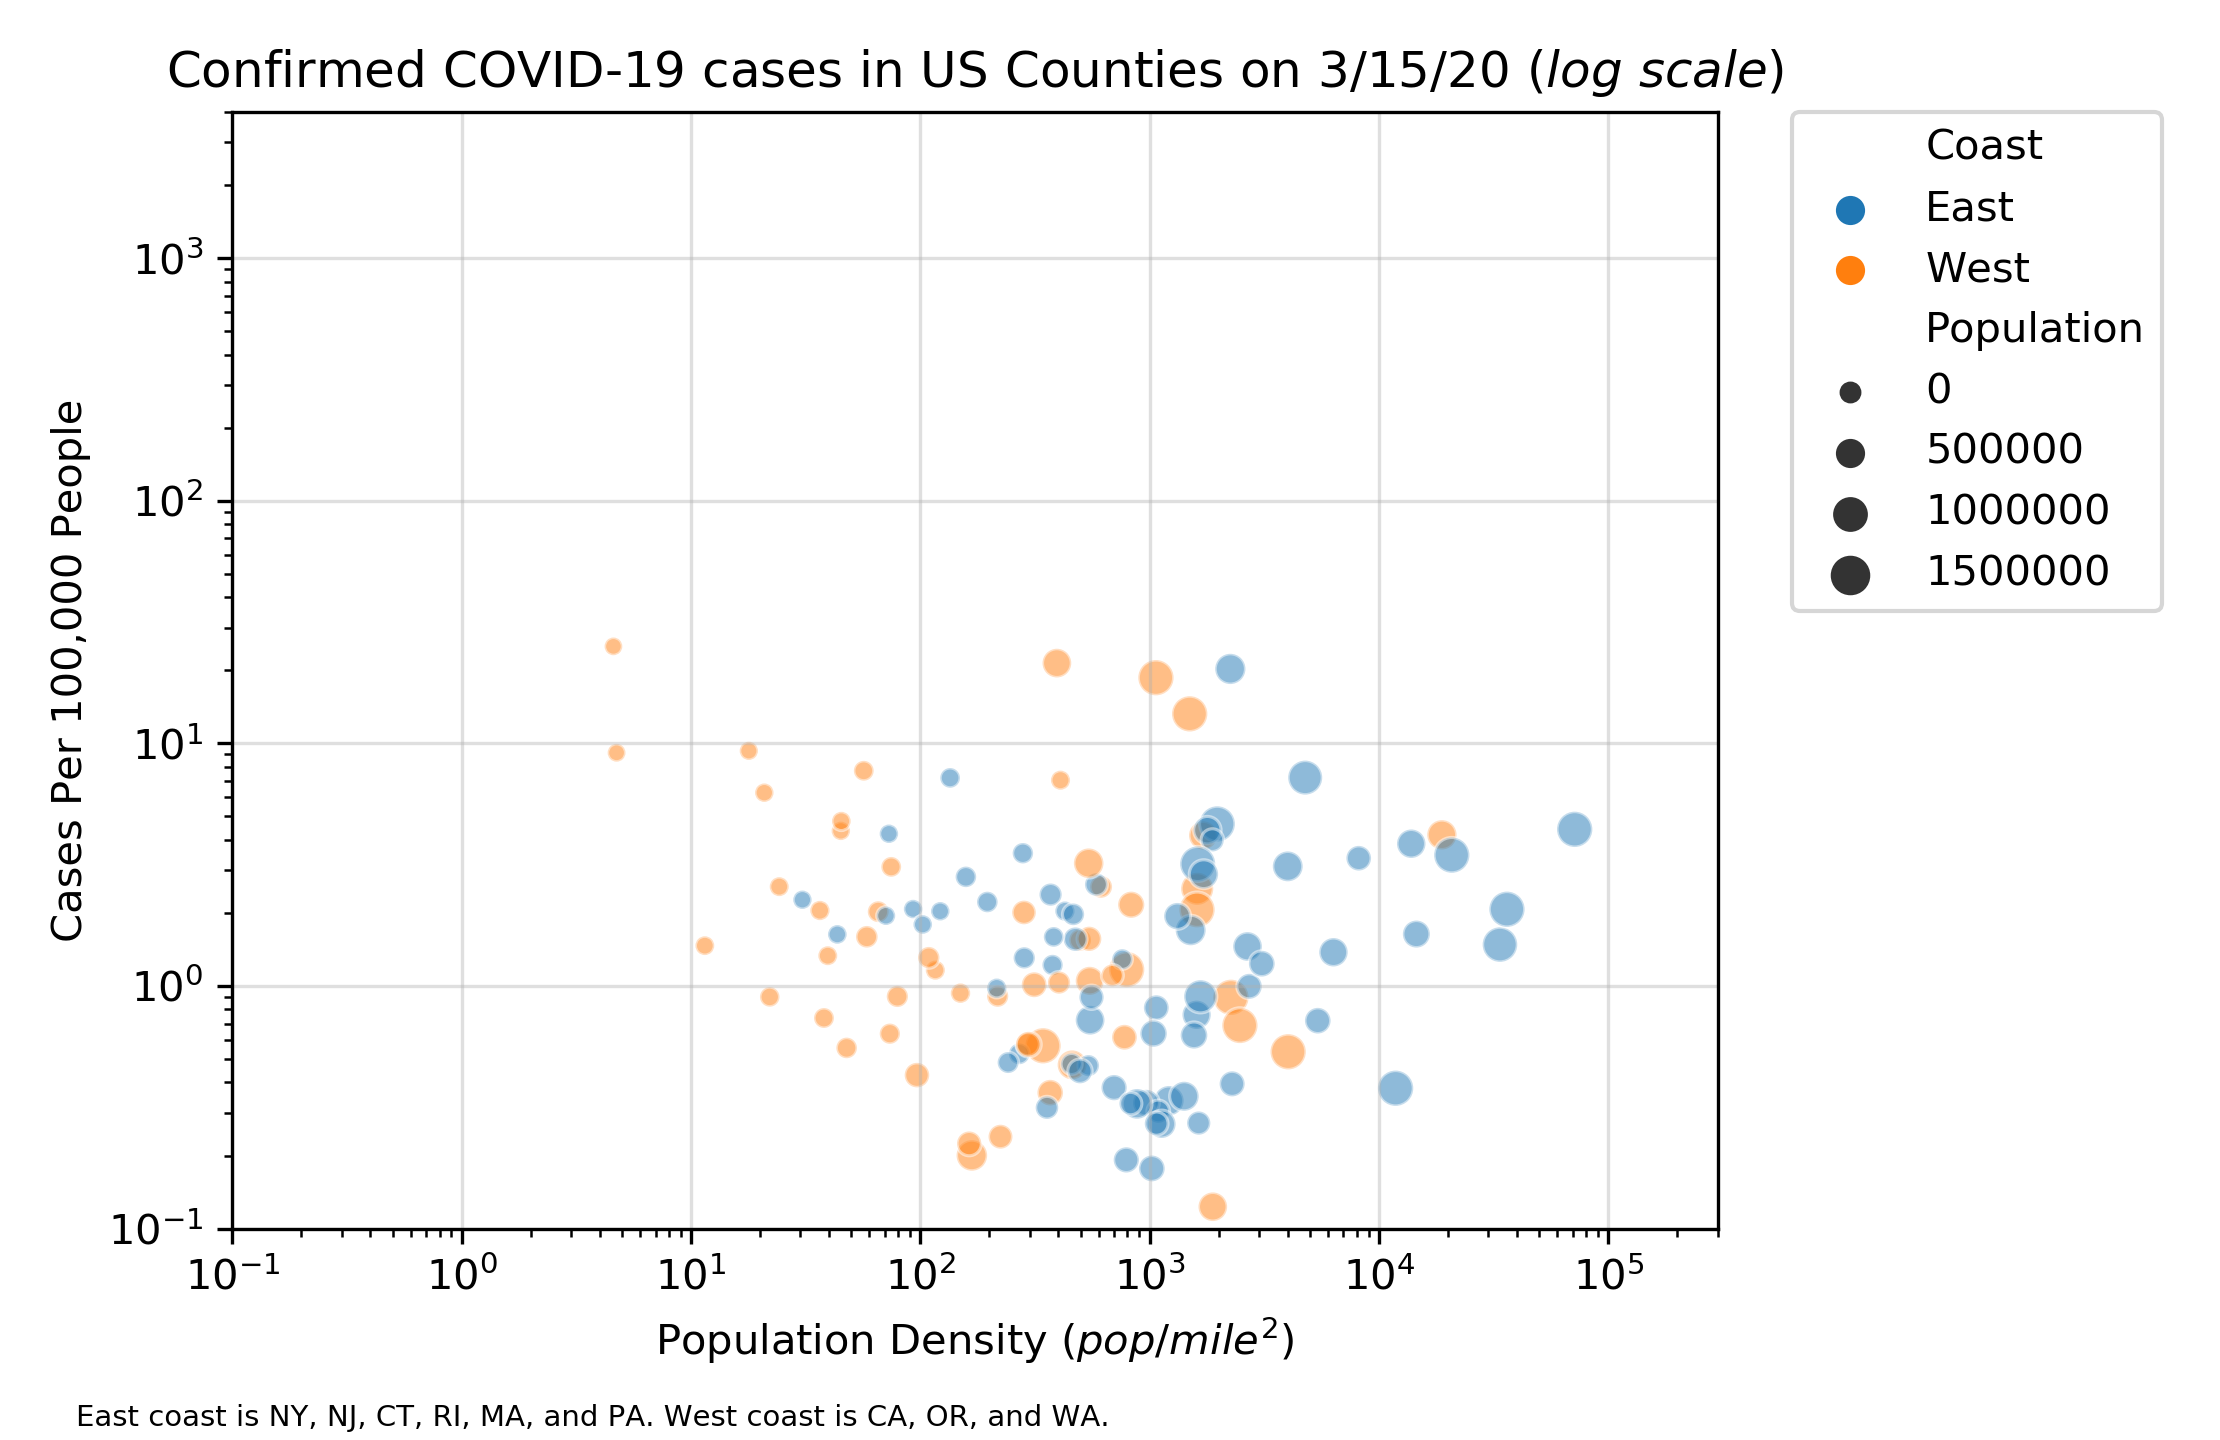 Confirmed COVID-19 cases in US Counties on 3/15/20 (log scale)
Coast
East
West
Population
0
500000
1000000
1500000
Cases Per 100,000 People
10³
10²
10¹
10⁰
10⁻¹
10⁻¹ 10⁰ 10¹ 10² 10³ 10⁴ 10⁵
Population Density (pop/mile²)
East coast is NY, NJ, CT, RI, MA, and PA. West coast is CA, OR, and WA.